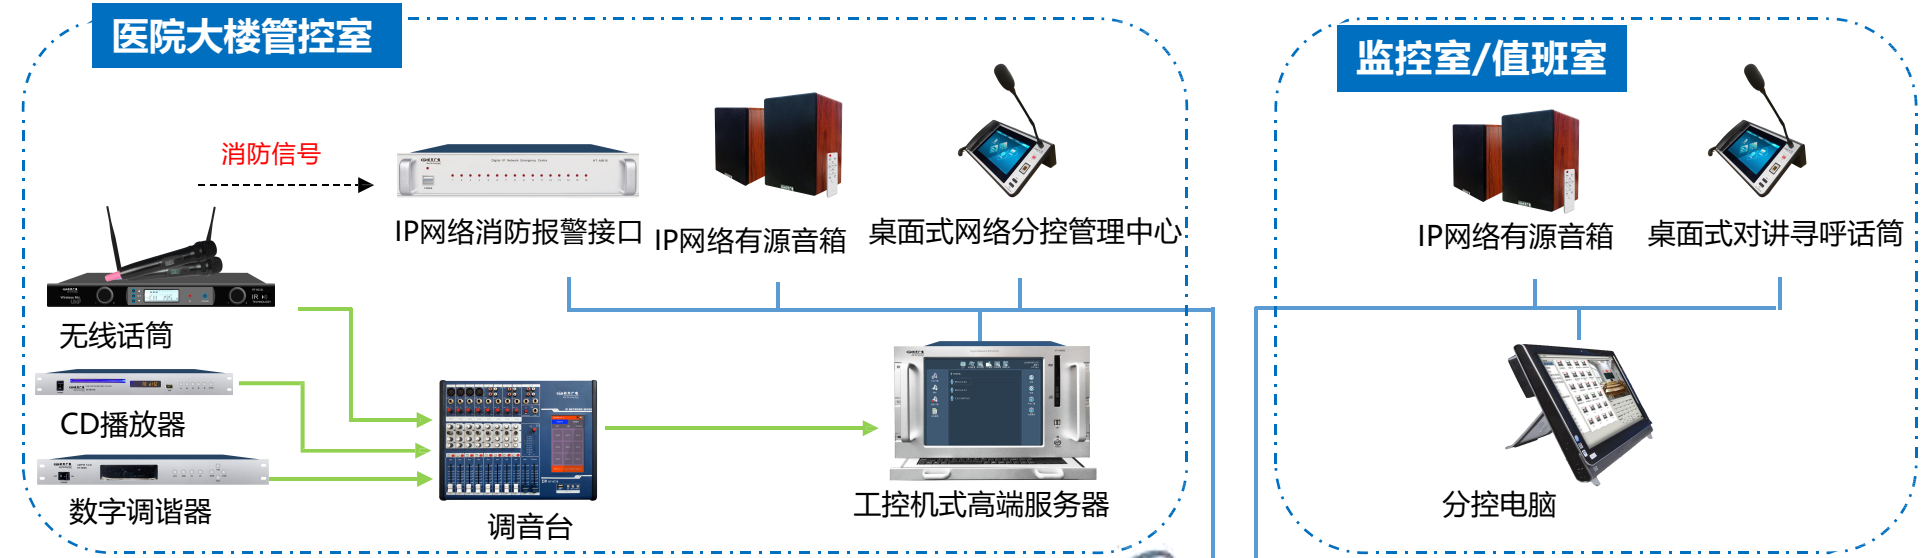 医院大楼管控室
监控室/值班室
消防信号
IP网络消防报警接口
IP网络有源音箱
桌面式网络分控管理中心
IP网络有源音箱
桌面式对讲寻呼话筒
无线话筒
CD播放器
数字调谐器
调音台
工控机式高端服务器
分控电脑